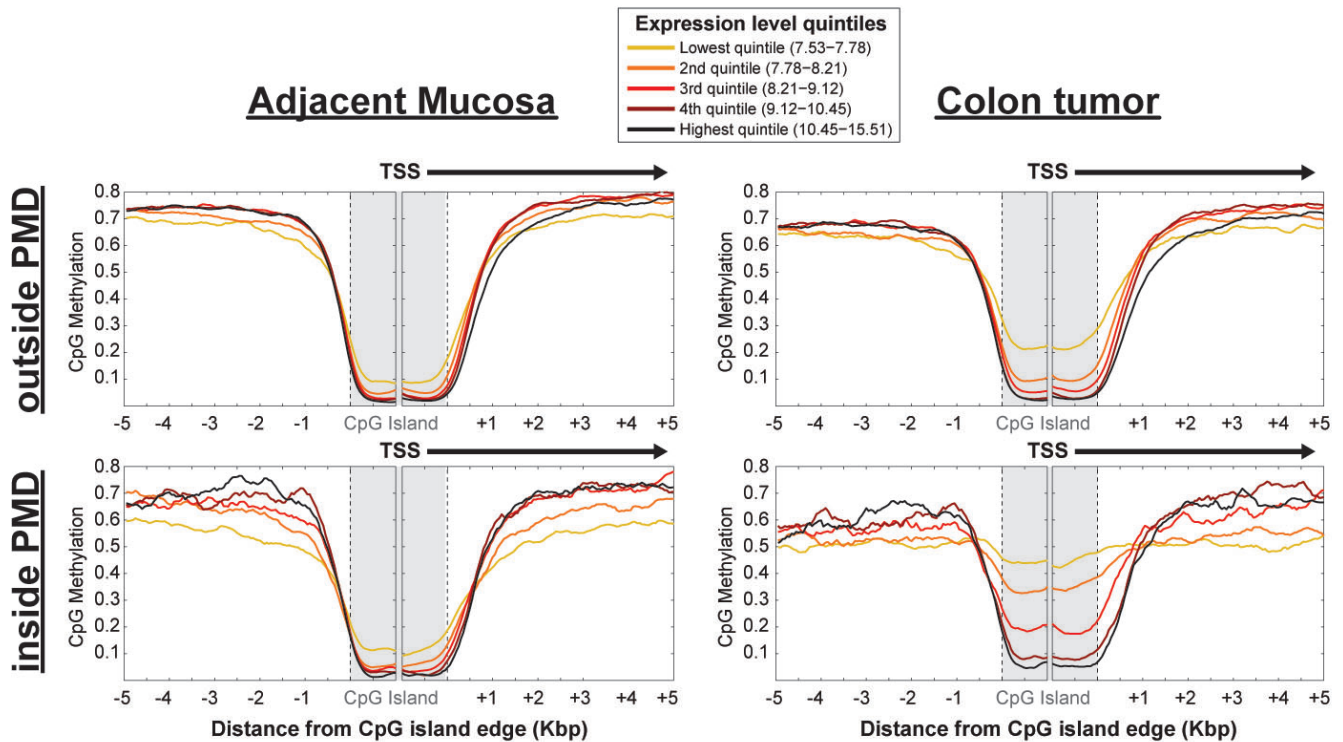 Expression level quintiles
Lowest quintile (7.53−7.78)
2nd quintile (7.78−8.21)
3rd quintile (8.21−9.12)
4th quintile (9.12−10.45)
Highest quintile (10.45−15.51)
Adjacent Mucosa
Colon tumor
outside PMD
TSS
CpG Methylation
0.8
0.7
0.6
0.5
0.4
0.3
0.2
0.1
-5 -4 -3 -2 -1 CpG Island +1 +2 +3 +4 +5
TSS
CpG Methylation
0.8
0.7
0.6
0.5
0.4
0.3
0.2
0.1
-5 -4 -3 -2 -1 CpG Island +1 +2 +3 +4 +5
inside PMD
TSS
CpG Methylation
0.8
0.7
0.6
0.5
0.4
0.3
0.2
0.1
-5 -4 -3 -2 -1 CpG Island +1 +2 +3 +4 +5
Distance from CpG island edge (Kbp)
TSS
CpG Methylation
0.8
0.7
0.6
0.5
0.4
0.3
0.2
0.1
-5 -4 -3 -2 -1 CpG Island +1 +2 +3 +4 +5
Distance from CpG island edge (Kbp)